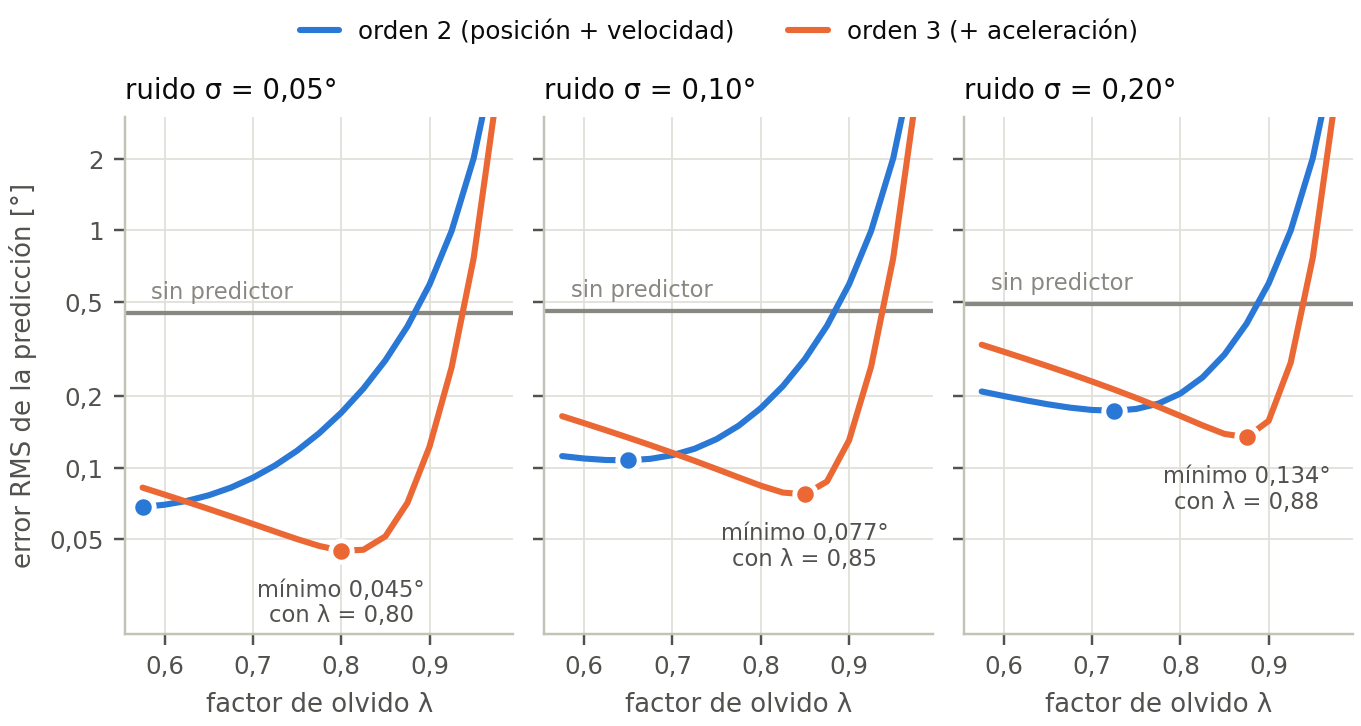 orden 2 (posición + velocidad)
orden 3 (+ aceleración)
ruido σ = 0,05°
ruido σ = 0,10°
ruido σ = 0,20°
error RMS de la predicción [°]
2
1
0,5
0,2
0,1
0,05
sin predictor
sin predictor
sin predictor
mínimo 0,045°
con λ = 0,80
mínimo 0,077°
con λ = 0,85
mínimo 0,134°
con λ = 0,88
0,6
0,7
0,8
0,9
0,6
0,7
0,8
0,9
0,6
0,7
0,8
0,9
factor de olvido λ
factor de olvido λ
factor de olvido λ